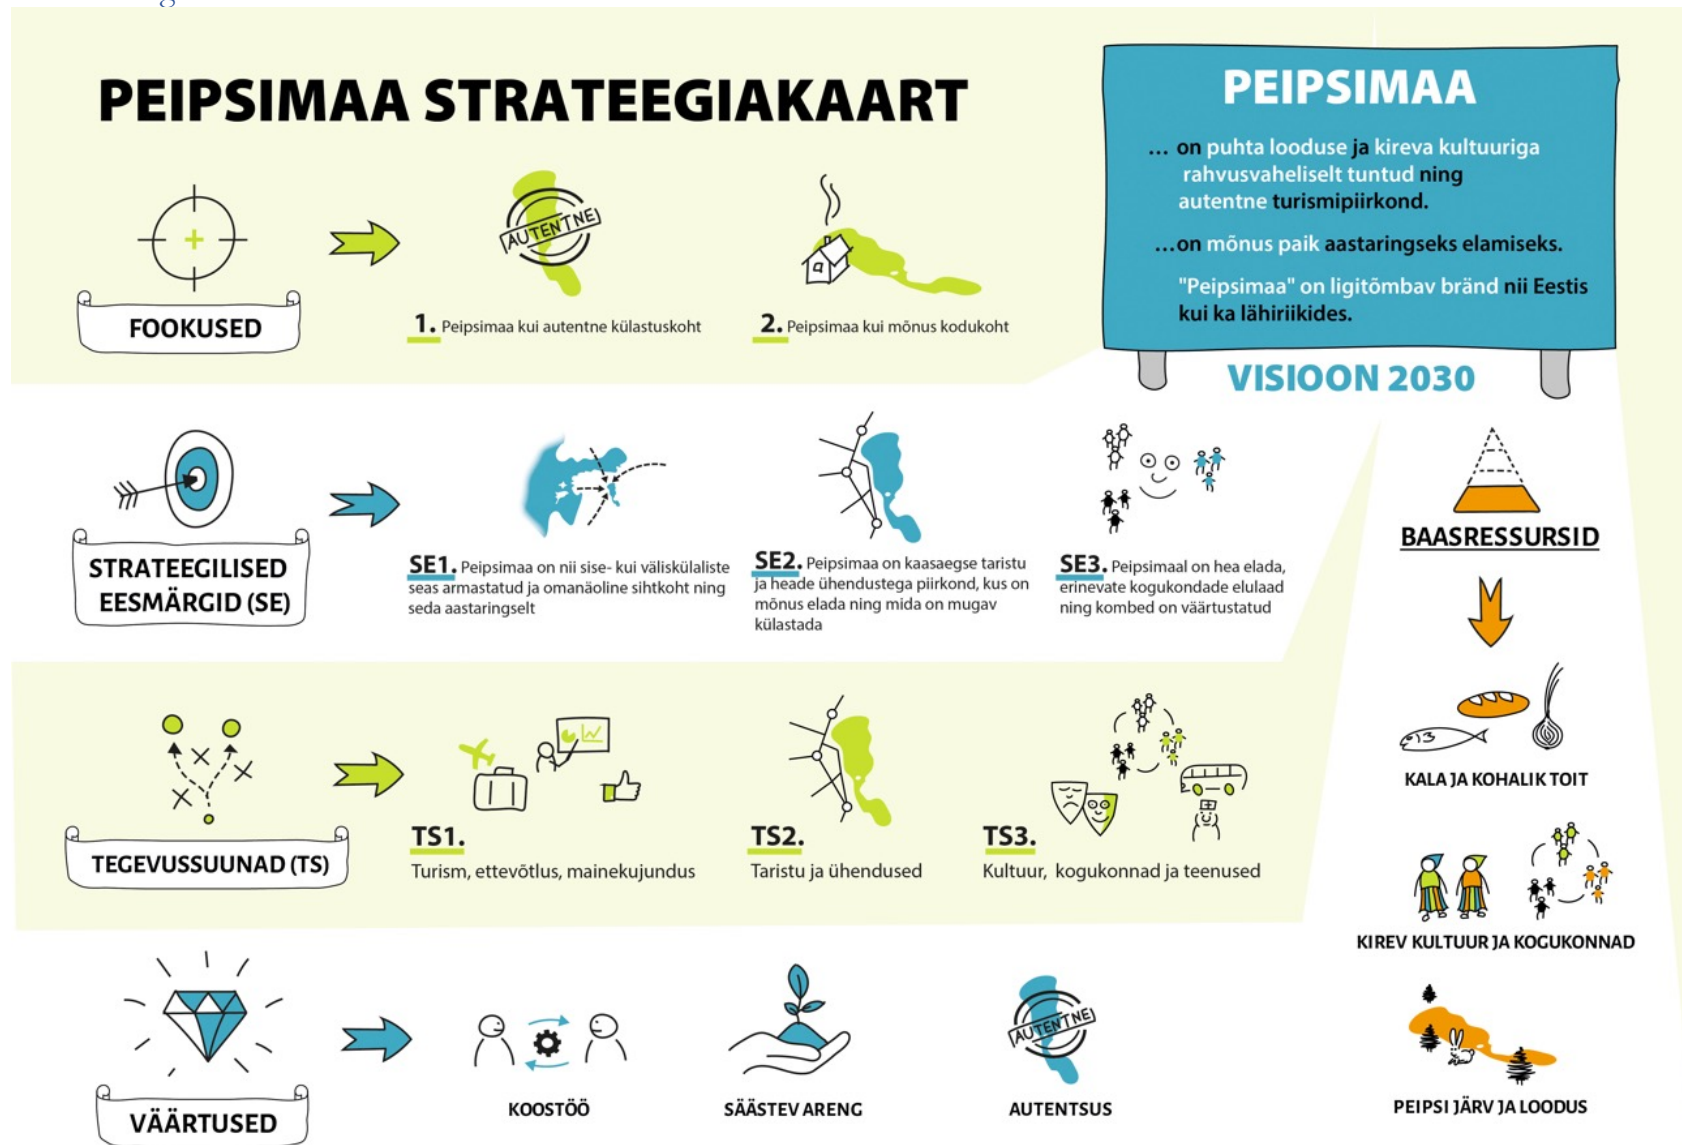 PEIPSIMAA STRATEEGIAKAART
PEIPSIMAA
... on puhta looduse ja kireva kultuuriga
rahvusvaheliselt tuntud ning
autentne turismipiirkond.
...on mõnus paik aastaringseks elamiseks.
"Peipsimaa" on ligitõmbav bränd nii Eestis
kui ka lähiriikides.
VISIOON 2030
FOOKUSED
AUTENTNE
1. Peipsimaa kui autentne külastuskoht
2. Peipsimaa kui mõnus kodukoht
STRATEEGILISED
EESMÄRGID (SE)
SE1. Peipsimaa on nii sise- kui väliskülaliste
seas armastatud ja omanäoline sihtkoht ning
seda aastaringselt
SE2. Peipsimaa on kaasaegse taristu
ja heade ühendustega piirkond, kus on
mõnus elada ning mida on mugav
külastada
SE3. Peipsimaal on hea elada,
erinevate kogukondade elulaad
ning kombed on väärtustatud
TEGEVUSSUUNAD (TS)
TS1.
Turism, ettevõtlus, mainekujundus
TS2.
Taristu ja ühendused
TS3.
Kultuur, kogukonnad ja teenused
VÄÄRTUSED
KOOSTÖÖ
SÄÄSTEV ARENG
AUTENTNE
AUTENTSUS
BAASRESSURSID
KALA JA KOHALIK TOIT
KIREV KULTUUR JA KOGUKONNAD
PEIPSI JÄRV JA LOODUS